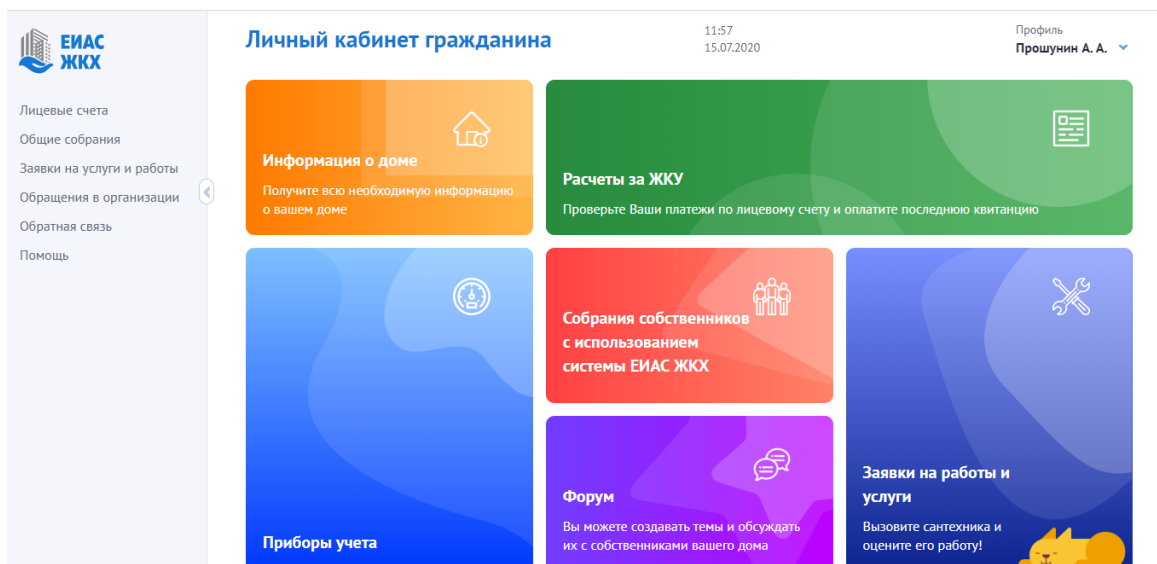 ЕИАС
ЖКХ
Лицевые счета
Общие собрания
Заявки на услуги и работы
Обращения в организации
Обратная связь
Помощь
Личный кабинет гражданина
11:57
15.07.2020
Профиль
Прошунин А. А.
Информация о доме
Получите всю необходимую информацию
о вашем доме
Расчеты за ЖКУ
Проверьте Ваши платежи по лицевому счету и оплатите последнюю квитанцию
Приборы учета
Собрания собственников
с использованием
системы ЕИАС ЖКХ
Форум
Вы можете создавать темы и обсуждать
их с собственниками вашего дома
Заявки на работы и
услуги
Вызовите сантехника и
оцените его работу!